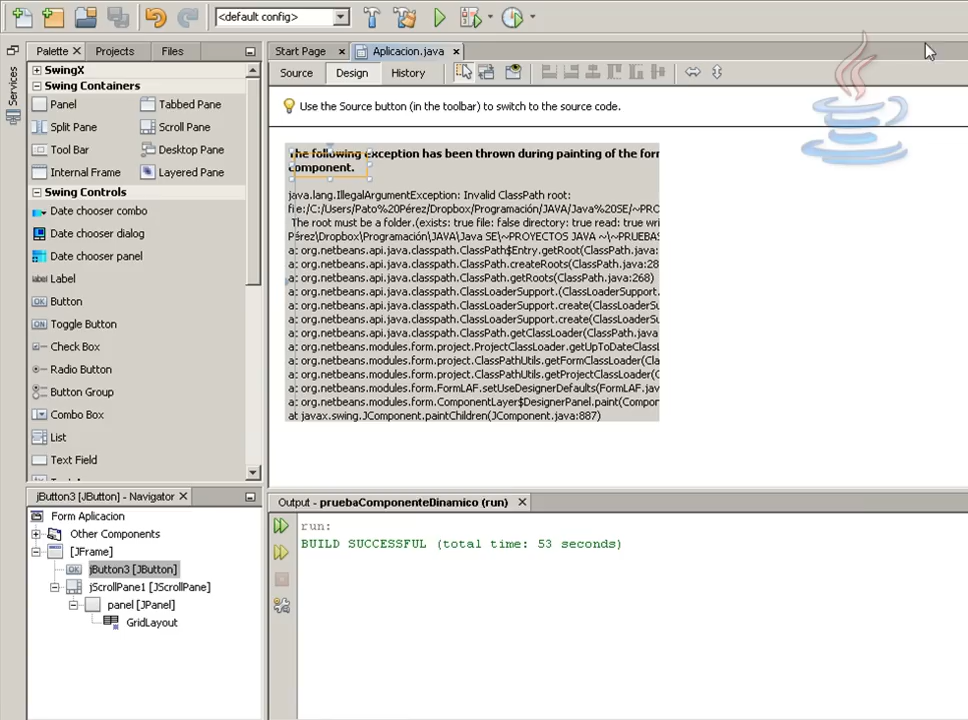 <default config>
Palette
Projects
Files
Start Page
Aplicacion.java
Services
SwingX
Swing Containers
Panel
Tabbed Pane
Split Pane
Scroll Pane
Tool Bar
Desktop Pane
Internal Frame
Layered Pane
Swing Controls
Date chooser combo
Date chooser dialog
Date chooser panel
label Label
OK Button
Toggle Button
Check Box
Radio Button
Button Group
Combo Box
List
Text Field
Source
Design
History
Use the Source button (in the toolbar) to switch to the source code.
The following exception has been thrown during painting of the form
component.
java.lang.IllegalArgumentException: Invalid ClassPath root:
file:/C:/Users/Pato%20Pérez/Dropbox/Programación/JAVA/Java%20SE/~PRO
The root must be a folder.(exists: true file: false directory: true read: true wri
Pérez\Dropbox\Programación\JAVA\Java SE\~PROYECTOS JAVA ~\~PRUEBAS
at org.netbeans.api.java.classpath.ClassPath$Entry.getRoot(ClassPath.java:
at org.netbeans.api.java.classpath.ClassPath.createRoots(ClassPath.java:28
at org.netbeans.api.java.classpath.ClassPath.getRoots(ClassPath.java:268)
at org.netbeans.api.java.classpath.ClassLoaderSupport.(ClassLoaderSupport.
at org.netbeans.api.java.classpath.ClassLoaderSupport.create(ClassLoaderSu
at org.netbeans.api.java.classpath.ClassLoaderSupport.create(ClassLoaderSu
at org.netbeans.api.java.classpath.ClassPath.getClassLoader(ClassPath.java
at org.netbeans.modules.form.project.ProjectClassLoader.getUpToDateClassL
at org.netbeans.modules.form.project.ClassPathUtils.getFormClassLoader(Cla
at org.netbeans.modules.form.project.ClassPathUtils.getProjectClassLoader(C
at org.netbeans.modules.form.FormLAF.setUseDesignerDefaults(FormLAF.jav
at org.netbeans.modules.form.ComponentLayer$DesignerPanel.paint(Compor
at javax.swing.JComponent.paintChildren(JComponent.java:887)
jButton3 [JButton] - Navigator
Form Aplicacion
Other Components
[JFrame]
OK jButton3 [JButton]
jScrollPane1 [JScrollPane]
panel [JPanel]
GridLayout
Output - pruebaComponenteDinamico (run)
run:
BUILD SUCCESSFUL (total time: 53 seconds)